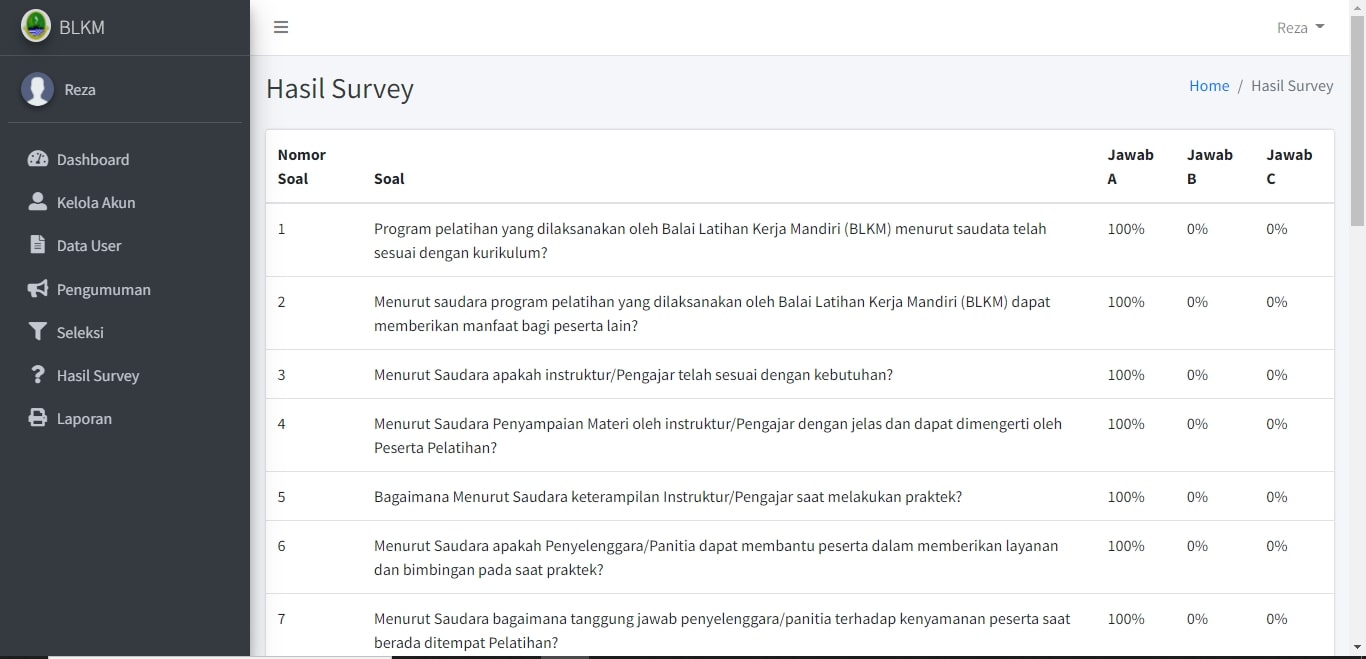 BLKM
Reza
Reza
Dashboard
Kelola Akun
Data User
Pengumuman
Seleksi
Hasil Survey
Laporan
Hasil Survey
Home / Hasil Survey
Nomor Soal Soal Jawab A Jawab B Jawab C
1 Program pelatihan yang dilaksanakan oleh Balai Latihan Kerja Mandiri (BLKM) menurut saudata telah 100% 0% 0%
sesuai dengan kurikulum?
2 Menurut saudara program pelatihan yang dilaksanakan oleh Balai Latihan Kerja Mandiri (BLKM) dapat 100% 0% 0%
memberikan manfaat bagi peserta lain?
3 Menurut Saudara apakah instruktur/Pengajar telah sesuai dengan kebutuhan? 100% 0% 0%
4 Menurut Saudara Penyampaian Materi oleh instruktur/Pengajar dengan jelas dan dapat dimengerti oleh 100% 0% 0%
Peserta Pelatihan?
5 Bagaimana Menurut Saudara keterampilan Instruktur/Pengajar saat melakukan praktek? 100% 0% 0%
6 Menurut Saudara apakah Penyelenggara/Panitia dapat membantu peserta dalam memberikan layanan 100% 0% 0%
dan bimbingan pada saat praktek?
7 Menurut Saudara bagaimana tanggung jawab penyelenggara/panitia terhadap kenyamanan peserta saat 100% 0% 0%
berada ditempat Pelatihan?